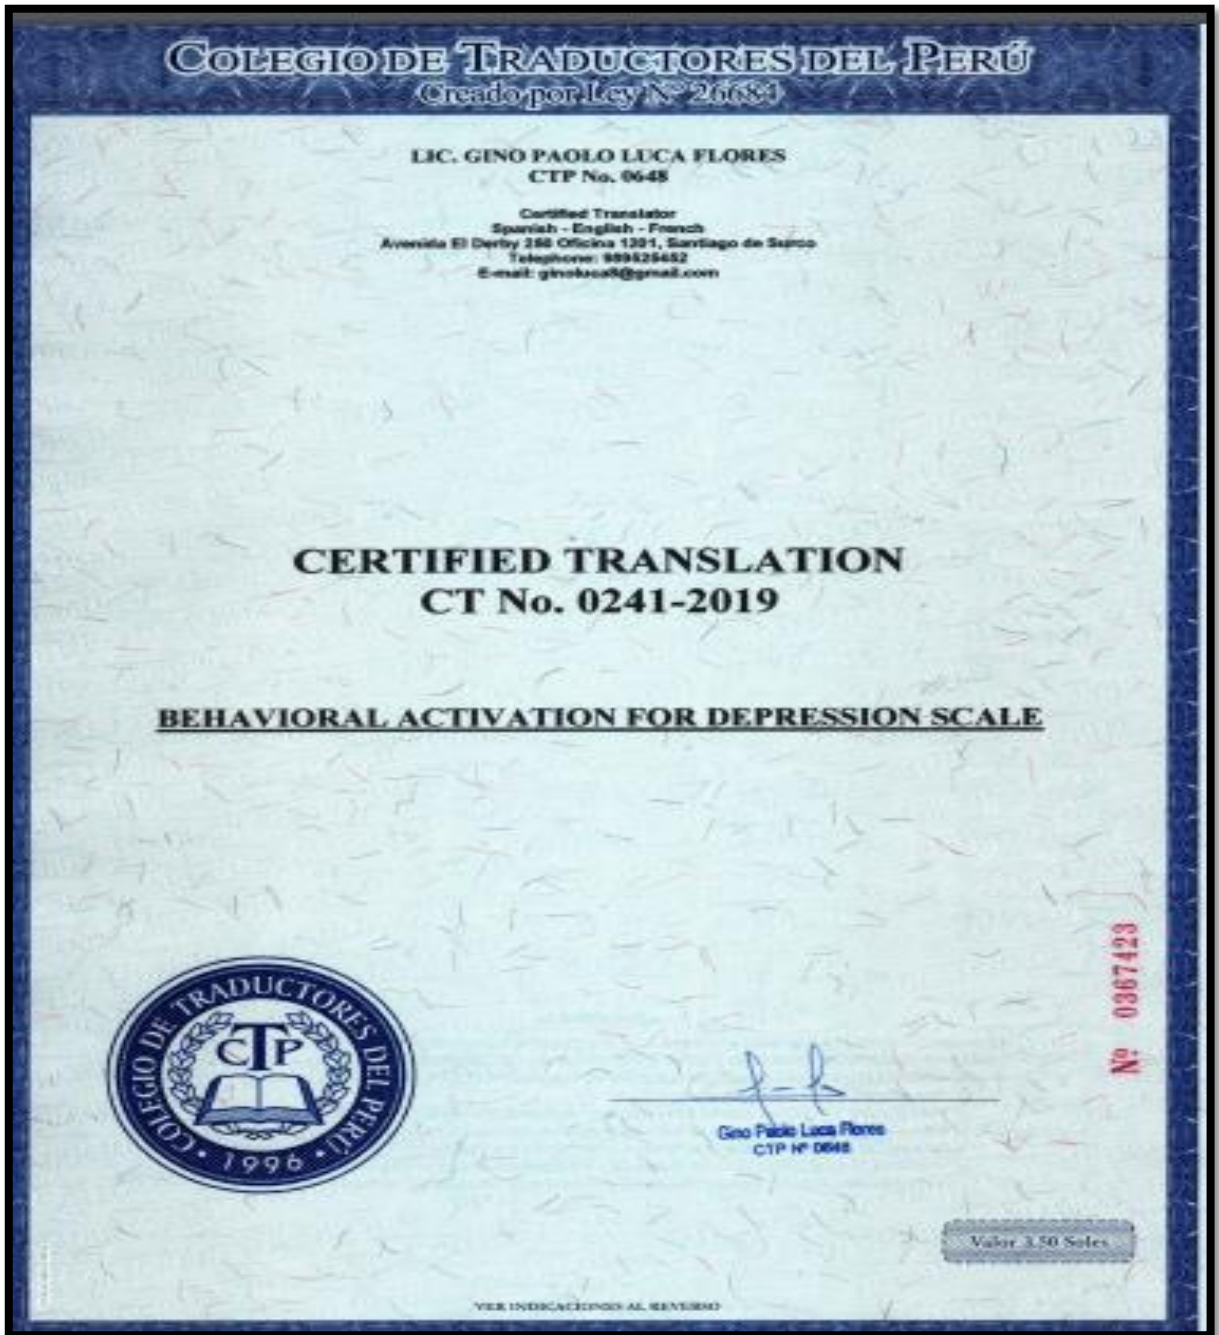 COLEGIO DE TRADUCTORES DEL PERÚ
Creado por Ley Nº 26684
LIC. GINO PAOLO LUCA FLORES
CTP No. 0648
Certified Translator
Spanish - English - French
Avenida El Derby Oficina 1201, Santiago de Surco
Telephone: 989525452
E-mail: ginoluca8@gmail.com
CERTIFIED TRANSLATION
CT No. 0241-2019
BEHAVIORAL ACTIVATION FOR DEPRESSION SCALE
Nº 0367423
COLEGIO DE TRADUCTORES DEL PERÚ
CTP
· 1996 ·
Gino Paolo Luca Flores
CTP Nº 0648
Valor 3.50 Soles
VER INDICACIONES AL REVERSO